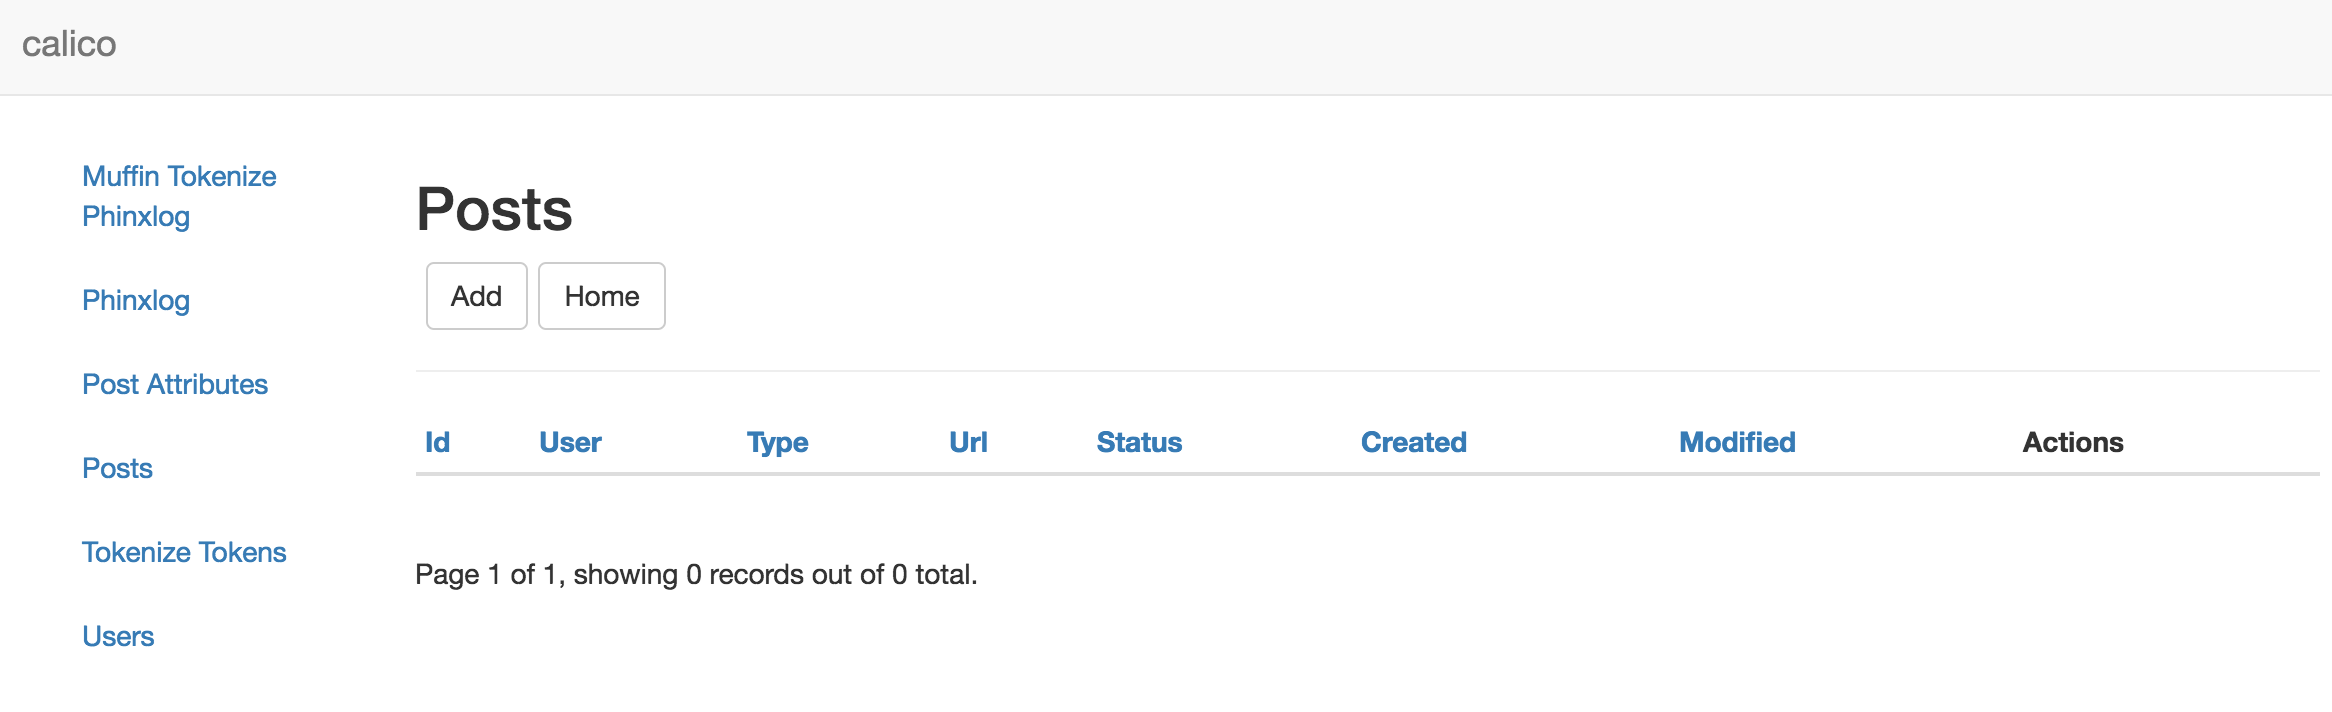 calico
Muffin Tokenize
Phinxlog
Phinxlog
Post Attributes
Posts
Tokenize Tokens
Users
Posts
Add Home
Id User Type Url Status Created Modified Actions
Page 1 of 1, showing 0 records out of 0 total.